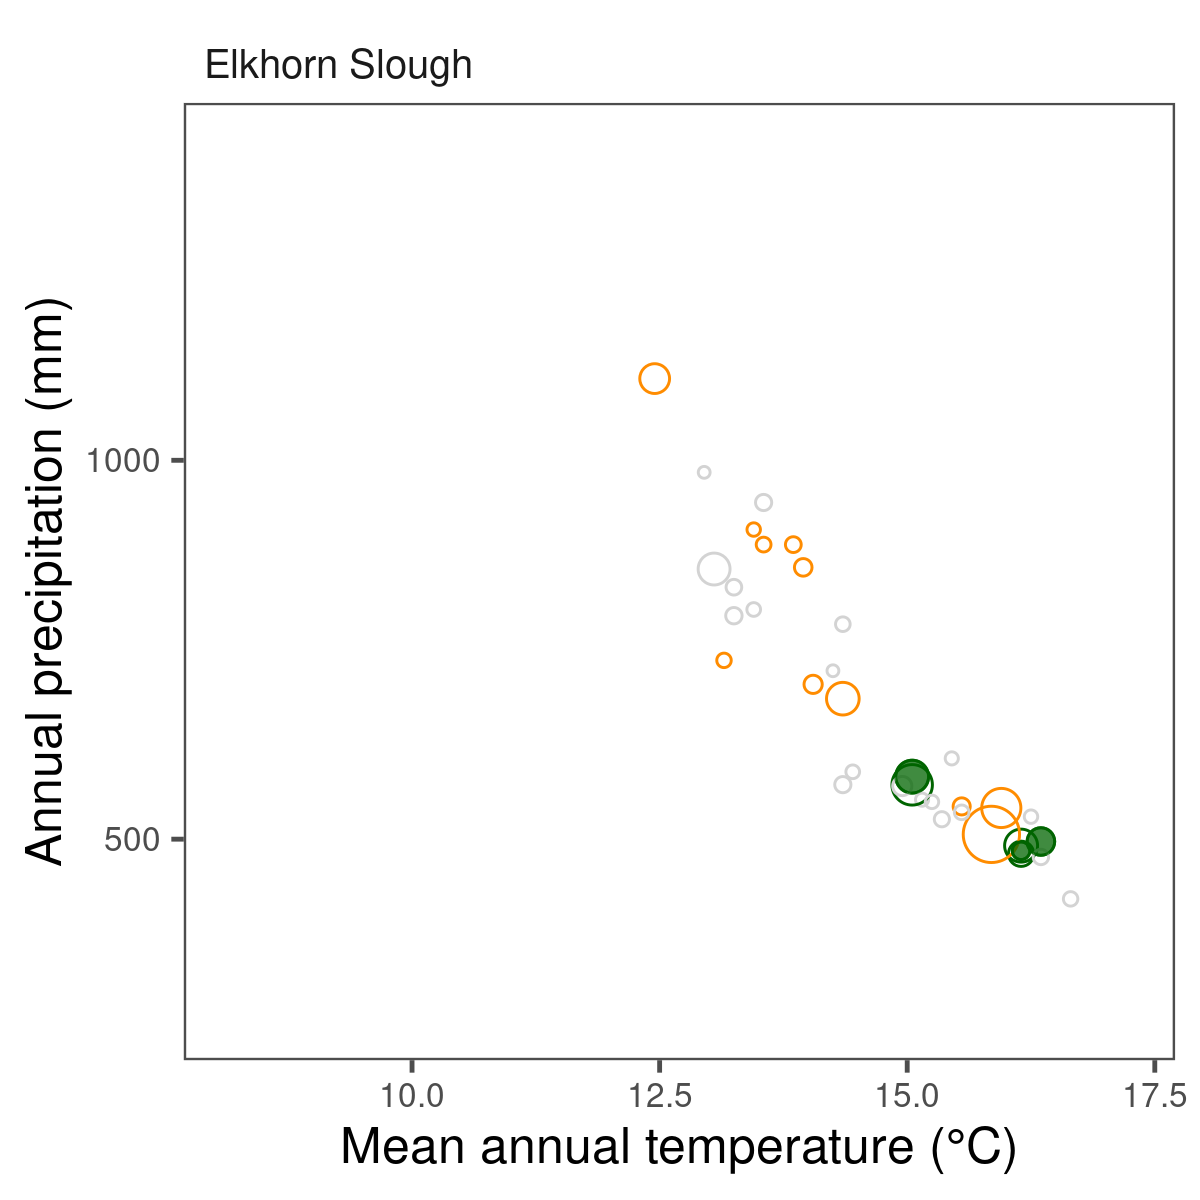 Elkhorn Slough
Annual precipitation (mm)
1000
500
10.0
12.5
15.0
17.5
Mean annual temperature (°C)